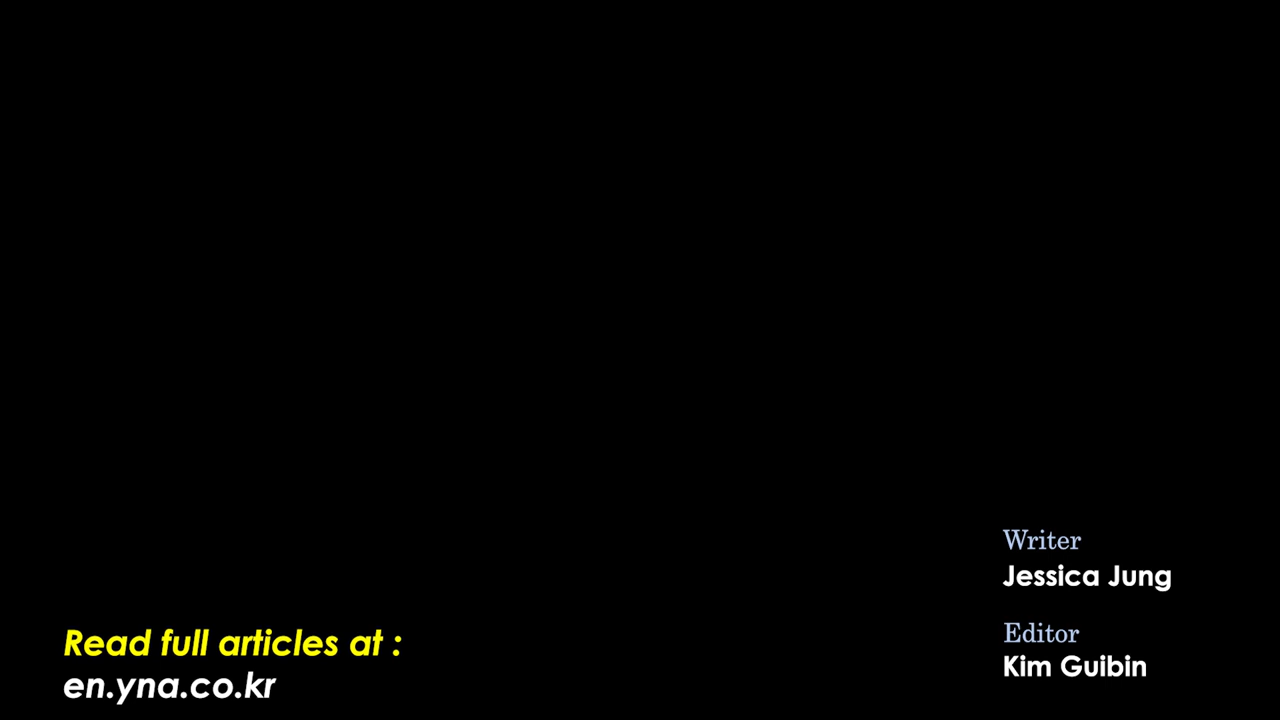 Writer
Jessica Jung
Editor
Kim Guibin
Read full articles at :
en.yna.co.kr